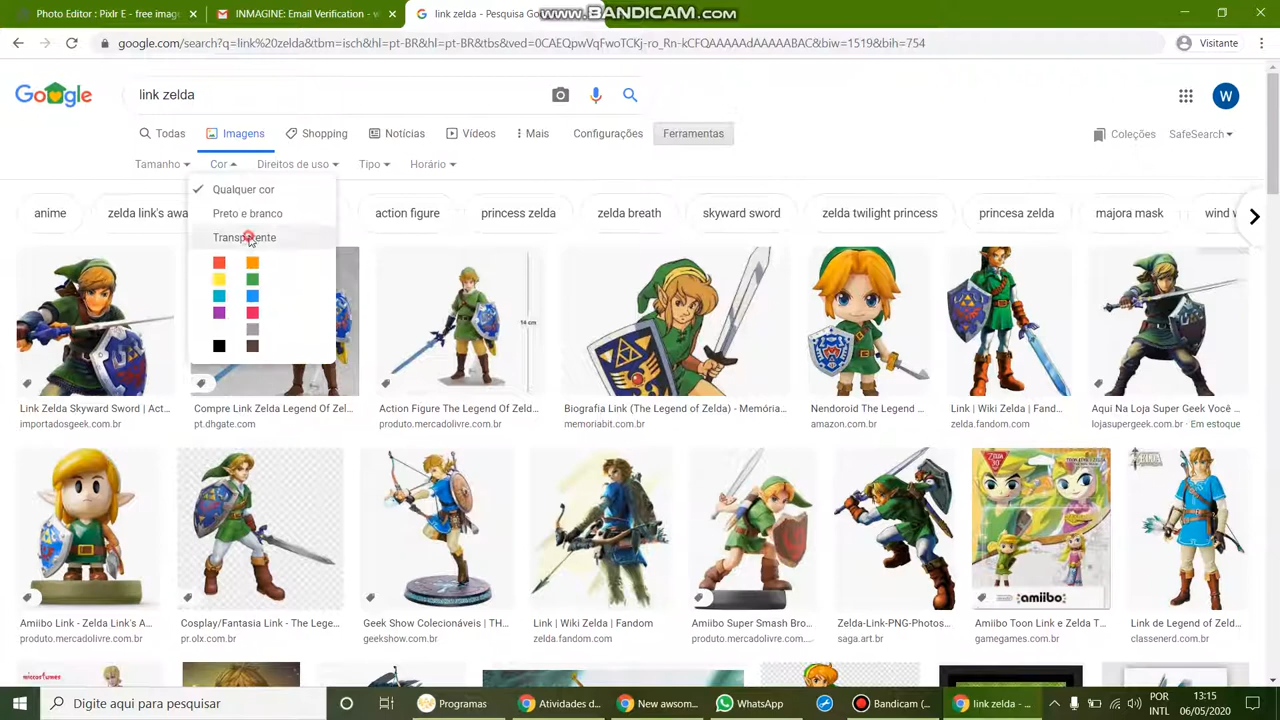 Photo Editor: Pixlr E - free imag
INMAGINE: Email Verification - w
link zelda - Pesquisa Go
WWW.BANDICAM.COM
google.com/search?q=link%20zelda&tbm=isch&hl=pt-BR&hl=pt-BR&tbs&ved=0CAEQpwVqFwoTCKj-ro_Rn-kCFQAAAAAdAAAAABAC&biw=1519&bih=754
Visitante
Google
link zelda
W
Todas
Imagens
Shopping
Notícias
Vídeos
Mais
Configurações
Ferramentas
Coleções
SafeSearch
Tamanho
Cor
Direitos de uso
Tipo
Horário
Qualquer cor
Preto e branco
Transparente
anime
zelda link's awa
action figure
princess zelda
zelda breath
skyward sword
zelda twilight princess
princesa zelda
majora mask
wind w
14 cm
Link Zelda Skyward Sword | Act...
Compre Link Zelda Legend Of Zel...
Action Figure The Legend Of Zeld...
Biografia Link (The Legend of Zelda) - Memória...
Nendoroid The Legend ...
Link | Wiki Zelda | Fand...
Aqui Na Loja Super Geek Você ...
importadosgeek.com.br
pt.dhgate.com
produto.mercadolivre.com.br
memoriabit.com.br
amazon.com.br
zelda.fandom.com
lojasupergeek.com.br · Em estoque
amiibo
Amiibo Link - Zelda Link's A...
Cosplay/Fantasia Link - The Lege...
Geek Show Colecionáveis | TH...
Link | Wiki Zelda | Fandom
Amiibo Super Smash Bro...
Zelda-Link-PNG-Photos...
Amiibo Toon Link e Zelda T...
Link de Legend of Zeld...
produto.mercadolivre.com.br
pr.olx.com.br
geekshow.com.br
zelda.fandom.com
produto.mercadolivre.com...
saga.art.br
gamegames.com.br
classenerd.com.br
Digite aqui para pesquisar
Programas
Atividades d...
New awsom...
WhatsApp
Bandicam (...
link zelda - ...
POR
INTL
13:15
06/05/2020